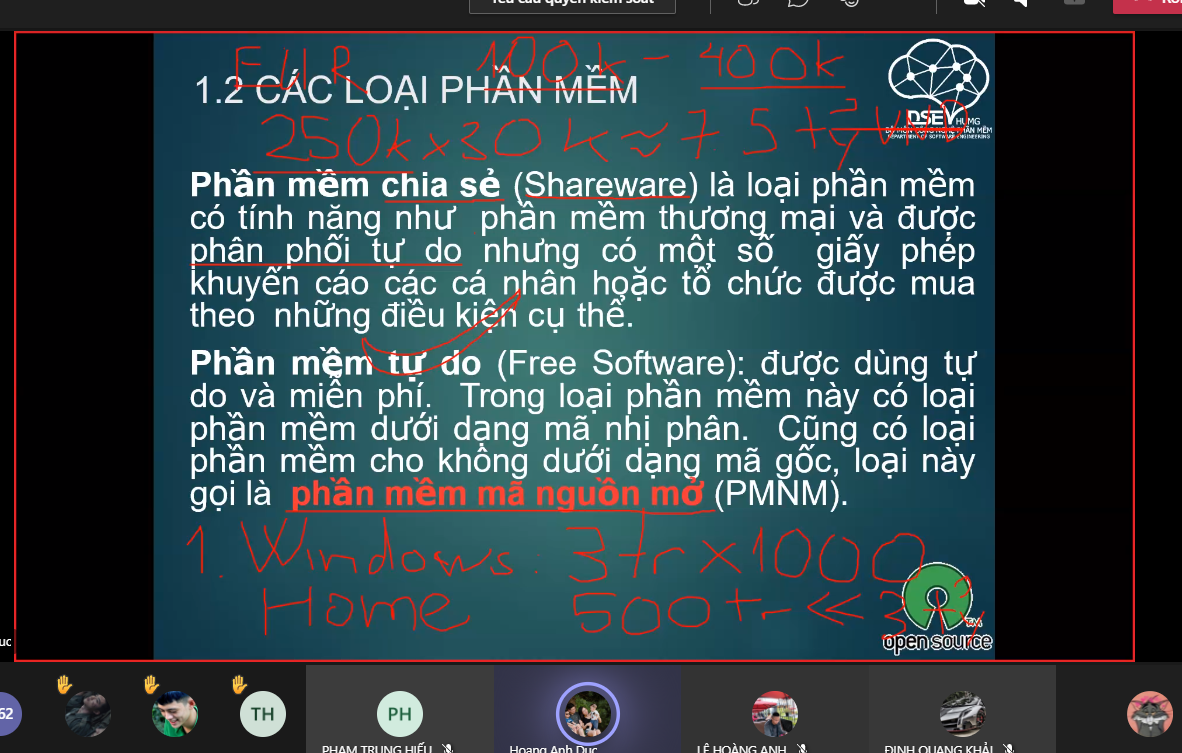 Yêu cầu quyền kiểm soát
EUR 100k - 400k
1.2 CÁC LOẠI PHẦN MỀM
DSE HUMG
BỘ MÔN CÔNG NGHỆ PHẦN MỀM
DEPARTMENT OF SOFTWARE ENGINEERING
250k x 30k ≈ 7 5 tỷ VNĐ
Phần mềm chia sẻ (Shareware) là loại phần mềm
có tính năng như phần mềm thương mại và được
phân phối tự do nhưng có một số giấy phép
khuyến cáo các cá nhân hoặc tổ chức được mua
theo những điều kiện cụ thể.
Phần mềm tự do (Free Software): được dùng tự
do và miễn phí. Trong loại phần mềm này có loại
phần mềm dưới dạng mã nhị phân. Cũng có loại
phần mềm cho không dưới dạng mã gốc, loại này
gọi là phần mềm mã nguồn mở (PMNM).
1. Windows: 3tr x 1000
Home 500tr << 3 tỷ
TM
open source
uc
62
TH
PH
PHẠM TRUNG HIẾU
Hoang Anh Duc
LÊ HOÀNG ANH
ĐINH QUANG KHẢI